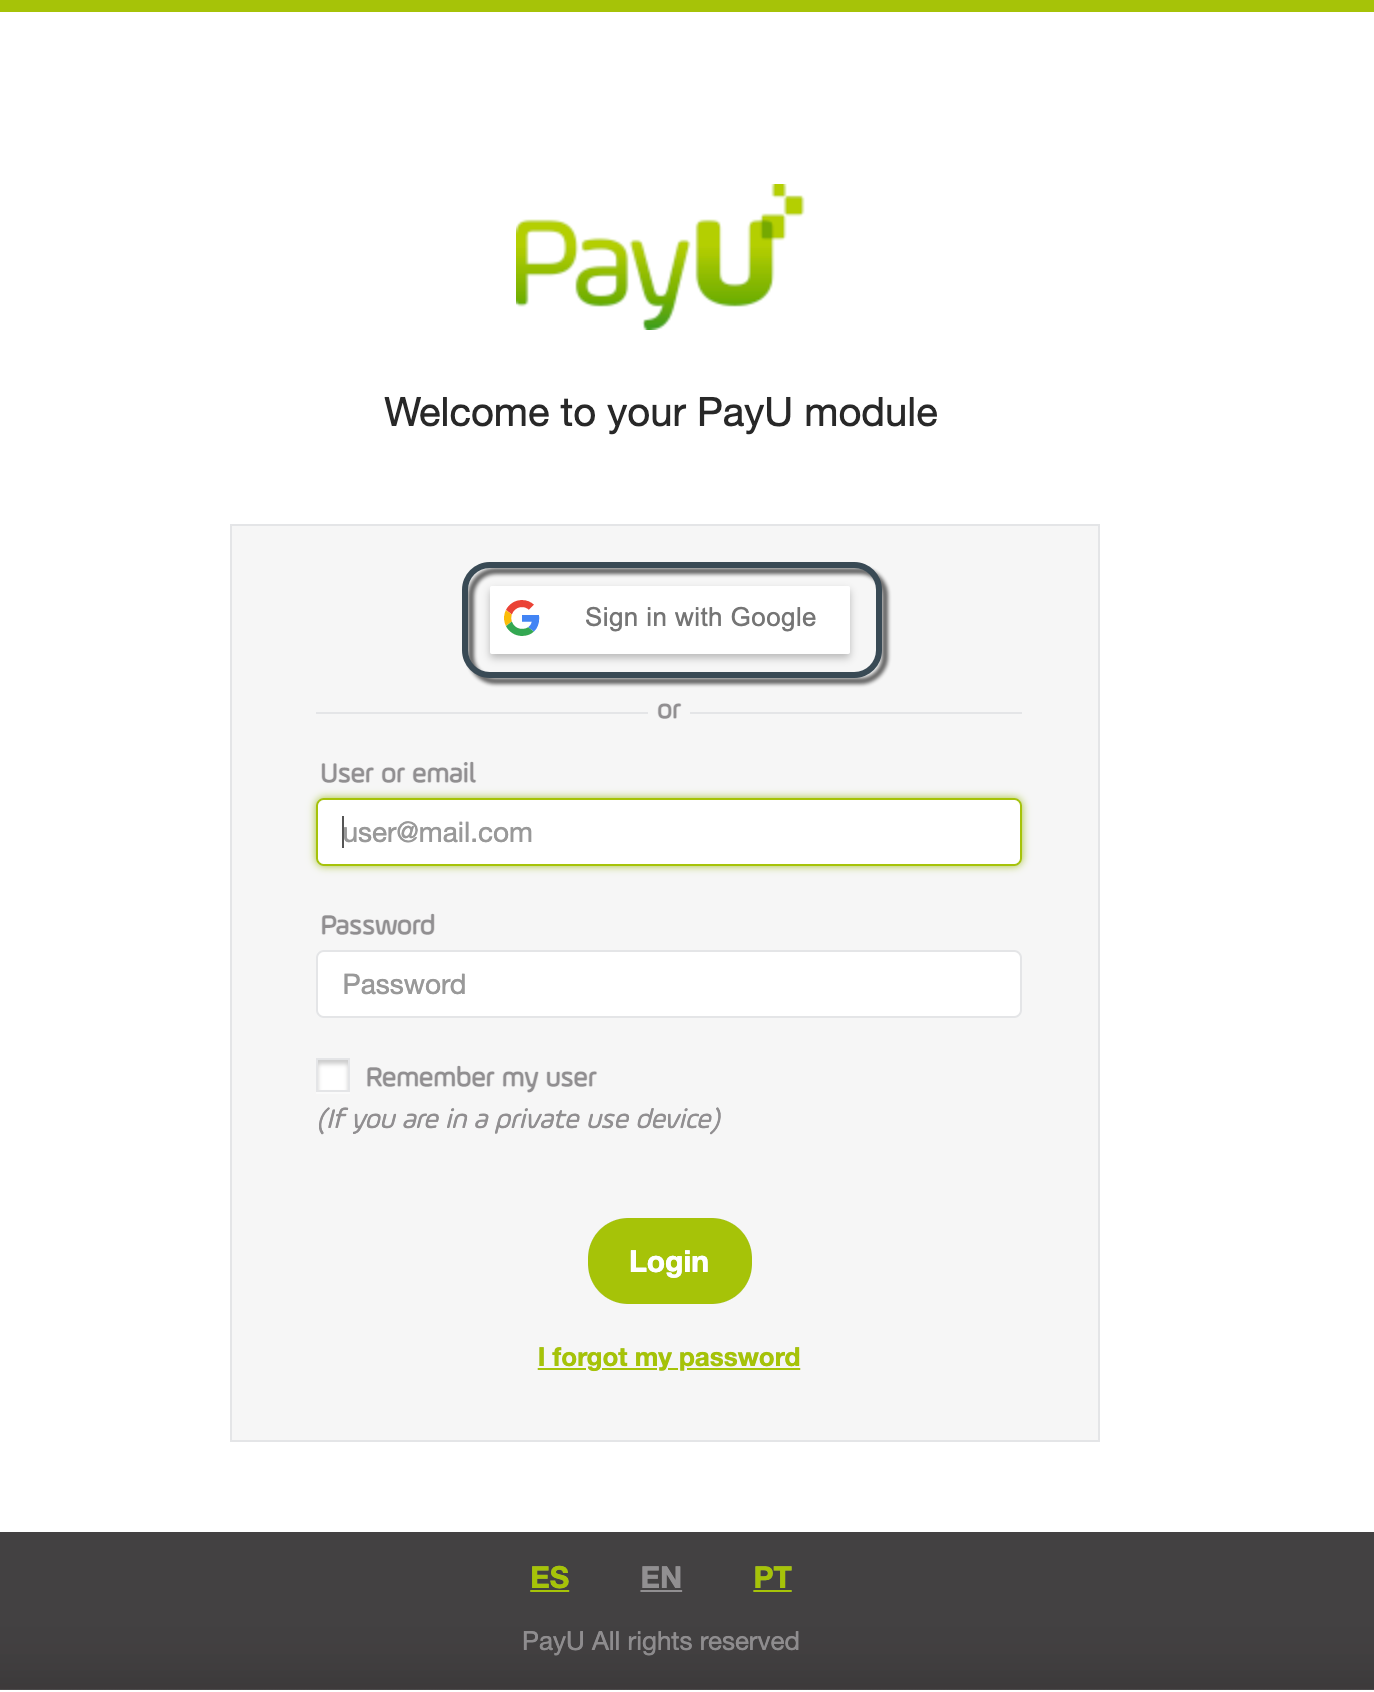 PayU
Welcome to your PayU module
Sign in with Google
or
User or email
user@mail.com
Password
Password
Remember my user
(If you are in a private use device)
Login
I forgot my password
ES EN PT
PayU All rights reserved